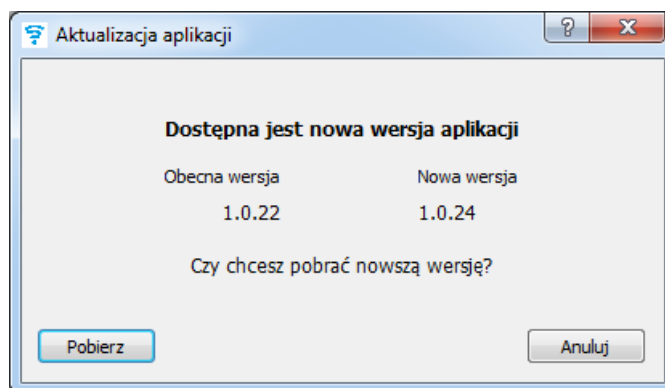 Aktualizacja aplikacji
Dostępna jest nowa wersja aplikacji
Obecna wersja Nowa wersja
1.0.22 1.0.24
Czy chcesz pobrać nowszą wersję?
Pobierz Anuluj